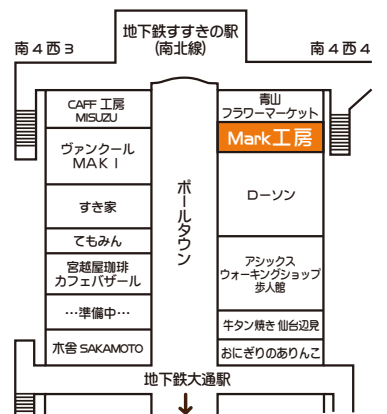 地下鉄すすきの駅
(南北線)
南4西3
南4西4
CAFF 工房
MISUZU
ヴァンクール
MAKI
すき家
てもみん
宮越屋珈琲
カフェバザール
…準備中…
木舎 SAKAMOTO
ポールタウン
青山
フラワーマーケット
Mark工房
ローソン
アシックス
ウォーキングショップ
歩人館
牛タン焼き 仙台辺見
おにぎりのありんこ
地下鉄大通駅